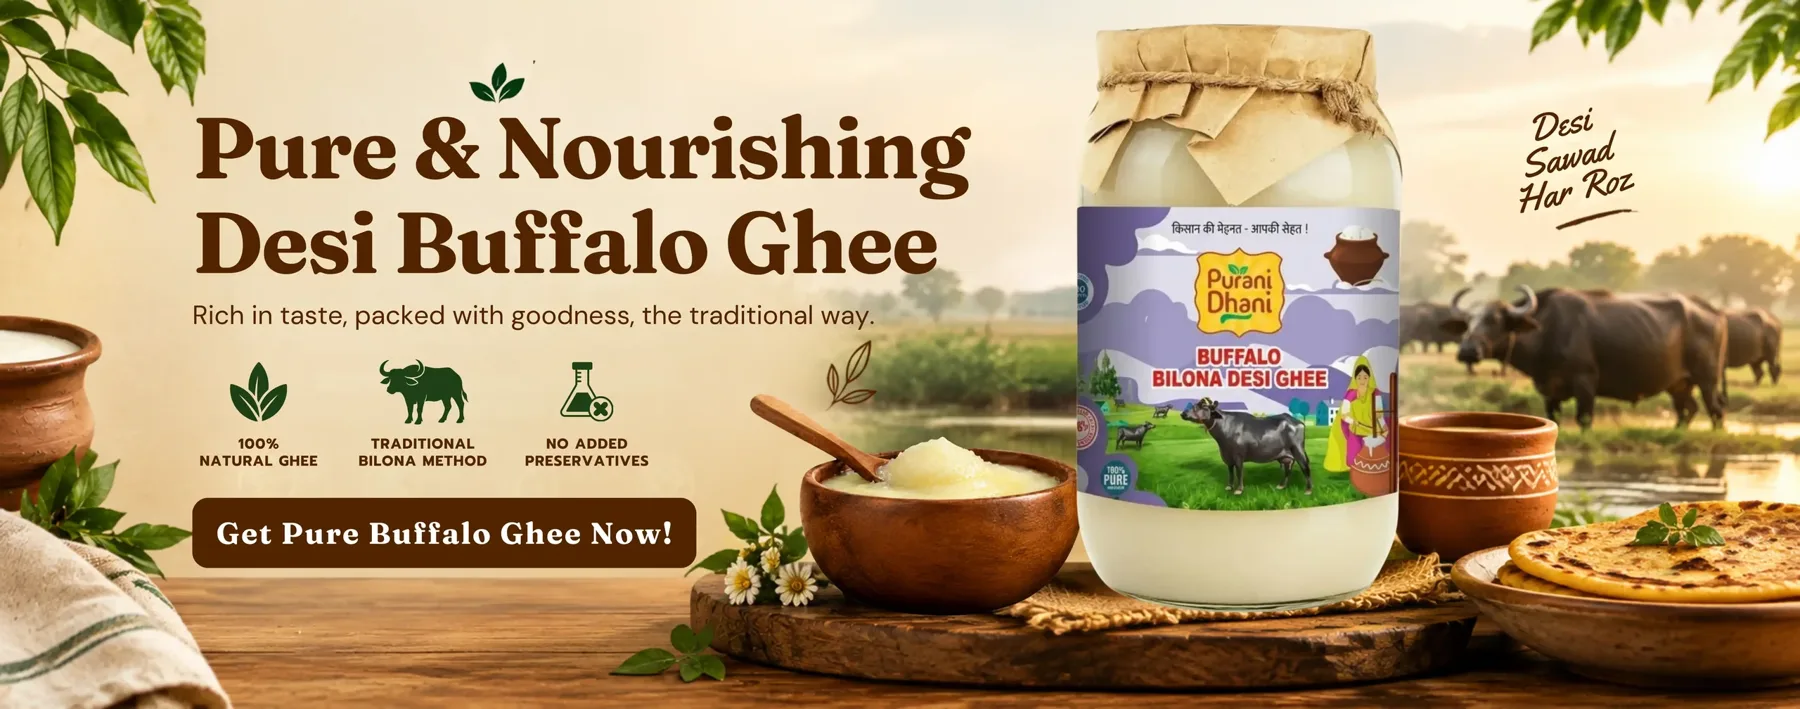 Pure & Nourishing
Desi Buffalo Ghee
Rich in taste, packed with goodness, the traditional way.
100%
NATURAL GHEE
TRADITIONAL
BILONA METHOD
NO ADDED
PRESERVATIVES
Get Pure Buffalo Ghee Now!
किसान की मेहनत - आपकी सेहत !
Purani
Dhani
BUFFALO
BILONA DESI GHEE
100%
PURE
Desi
Sawad
Har Roz